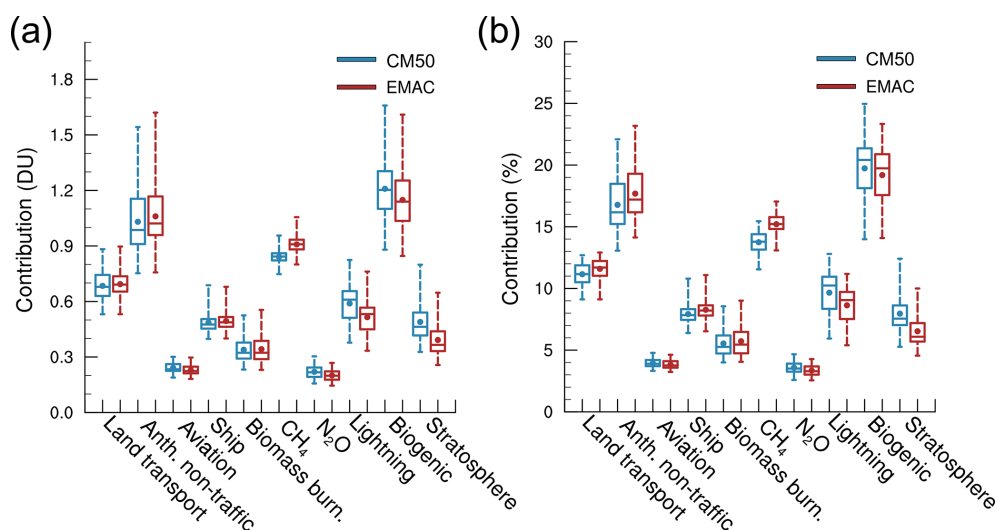 (a)
Contribution (DU)
1.8
1.5
1.2
0.9
0.6
0.3
0.0
CM50
EMAC
Land transport
Anth. non-traffic
Aviation
Ship
Biomass burn.
CH₄
N₂O
Lightning
Biogenic
Stratosphere
(b)
Contribution (%)
30
25
20
15
10
5
0
CM50
EMAC
Land transport
Anth. non-traffic
Aviation
Ship
Biomass burn.
CH₄
N₂O
Lightning
Biogenic
Stratosphere